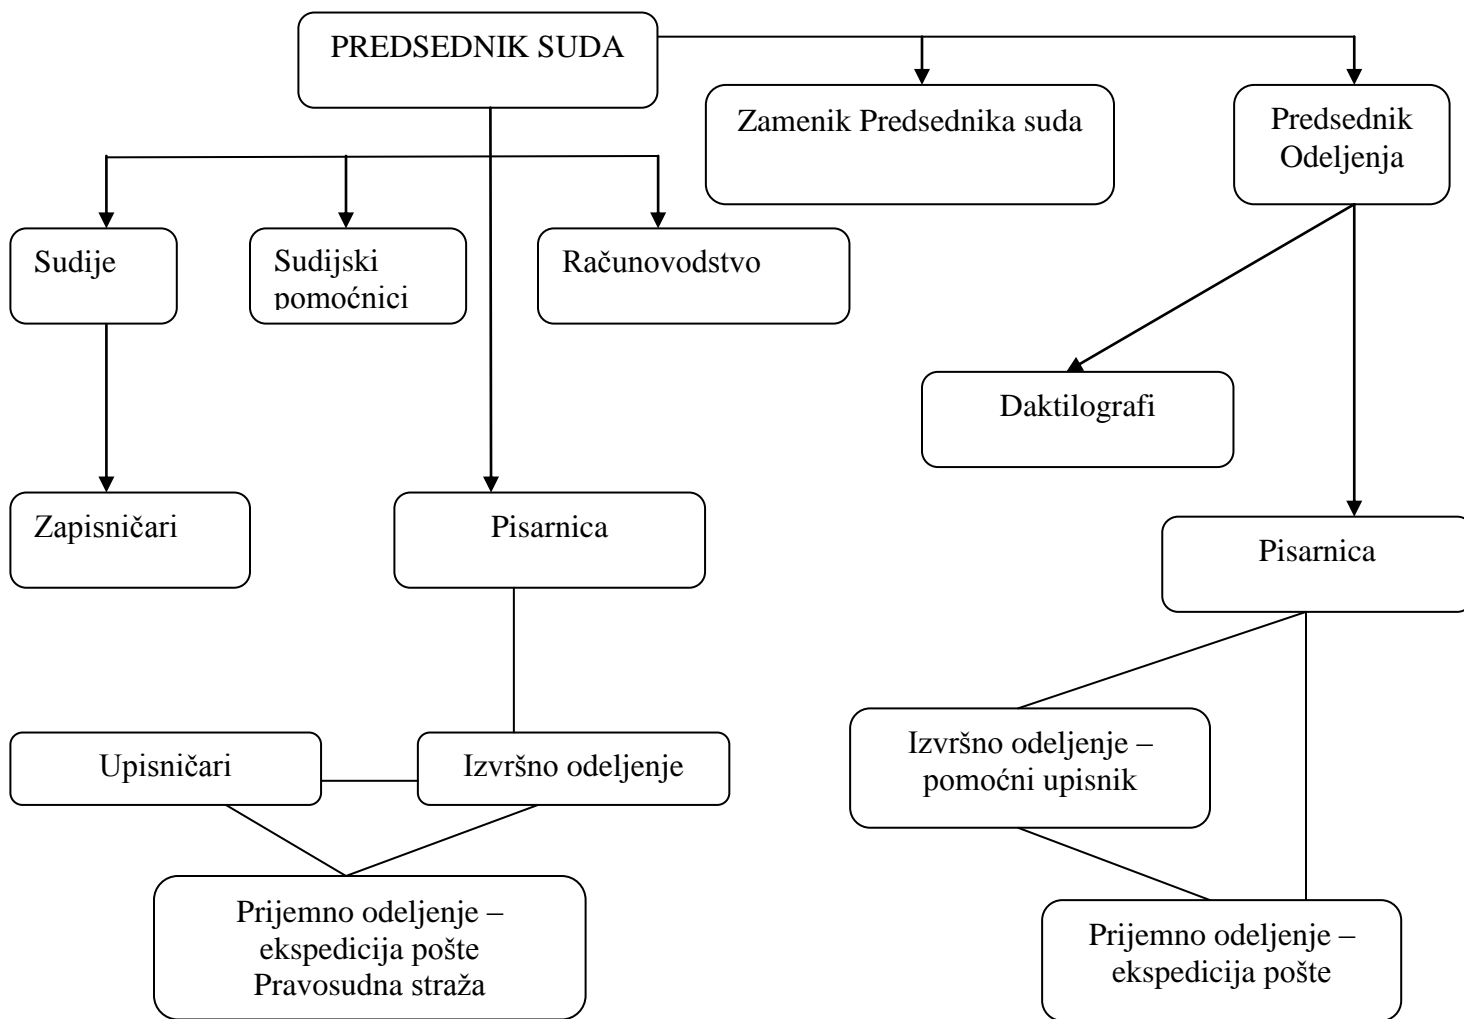 PREDSEDNIK SUDA
Zamenik Predsednika suda
Predsednik
Odeljenja
Sudije
Sudijski
pomoćnici
Računovodstvo
Daktilografi
Zapisničari
Pisarnica
Pisarnica
Upisničari
Izvršno odeljenje
Izvršno odeljenje –
pomoćni upisnik
Prijemno odeljenje –
ekspedicija pošte
Pravosudna straža
Prijemno odeljenje –
ekspedicija pošte